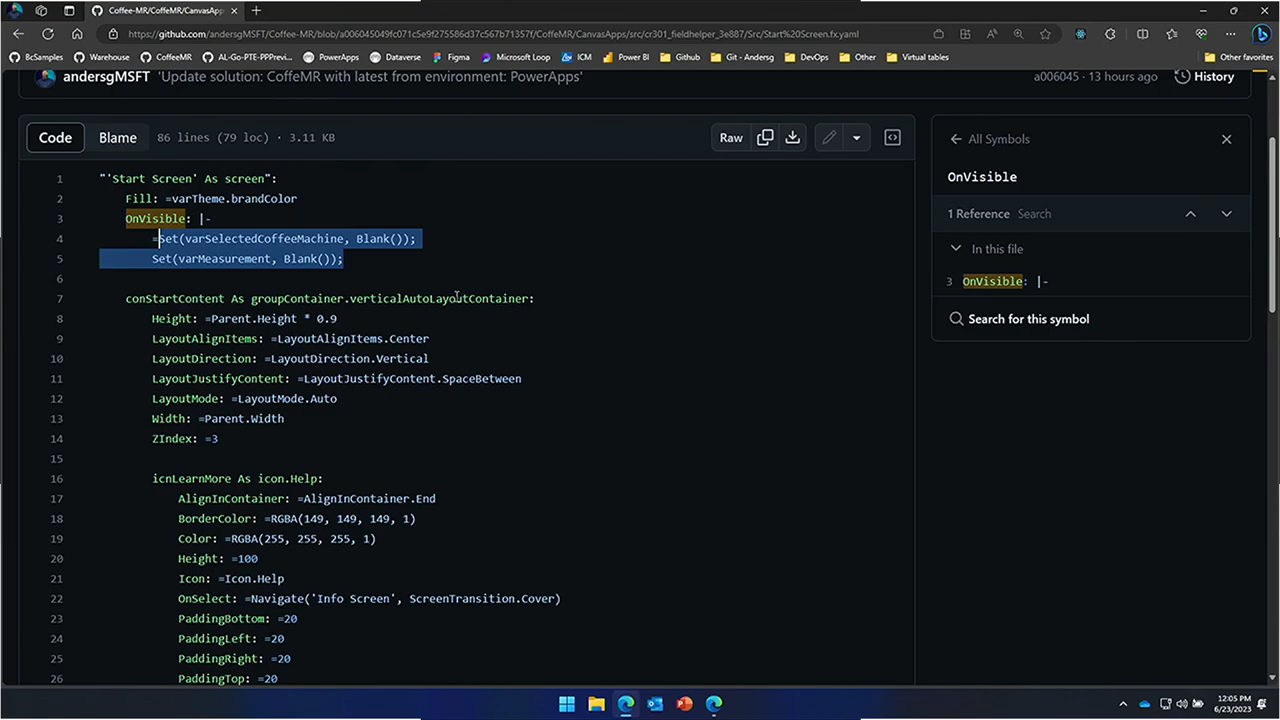 Coffee-MR/CoffeMR/CanvasApp
https://github.com/andersgMSFT/Coffee-MR/blob/a006045049fc071c5e9f275586d37c567b71357f/CoffeMR/CanvasApps/src/cr301_fieldhelper_3e887/Src/Start%20Screen.fx.yaml
BcSamples Warehouse CoffeeMR AL-Go-PTE-PPPrevi... PowerApps Dataverse Figma Microsoft Loop ICM Power BI Github Git - Andersg DevOps Other Virtual tables Other favorites
andersgMSFT 'Update solution: CoffeMR with latest from environment: PowerApps' a006045 · 13 hours ago History
Code Blame 86 lines (79 loc) · 3.11 KB Raw
All Symbols
OnVisible
1 Reference Search
In this file
3 OnVisible: |-
Search for this symbol
1 "'Start Screen' As screen":
2 Fill: =varTheme.brandColor
3 OnVisible: |-
4 =Set(varSelectedCoffeeMachine, Blank());
5 Set(varMeasurement, Blank());
6
7 conStartContent As groupContainer.verticalAutoLayoutContainer:
8 Height: =Parent.Height * 0.9
9 LayoutAlignItems: =LayoutAlignItems.Center
10 LayoutDirection: =LayoutDirection.Vertical
11 LayoutJustifyContent: =LayoutJustifyContent.SpaceBetween
12 LayoutMode: =LayoutMode.Auto
13 Width: =Parent.Width
14 ZIndex: =3
15
16 icnLearnMore As icon.Help:
17 AlignInContainer: =AlignInContainer.End
18 BorderColor: =RGBA(149, 149, 149, 1)
19 Color: =RGBA(255, 255, 255, 1)
20 Height: =100
21 Icon: =Icon.Help
22 OnSelect: =Navigate('Info Screen', ScreenTransition.Cover)
23 PaddingBottom: =20
24 PaddingLeft: =20
25 PaddingRight: =20
26 PaddingTop: =20
12:05 PM
6/23/2023